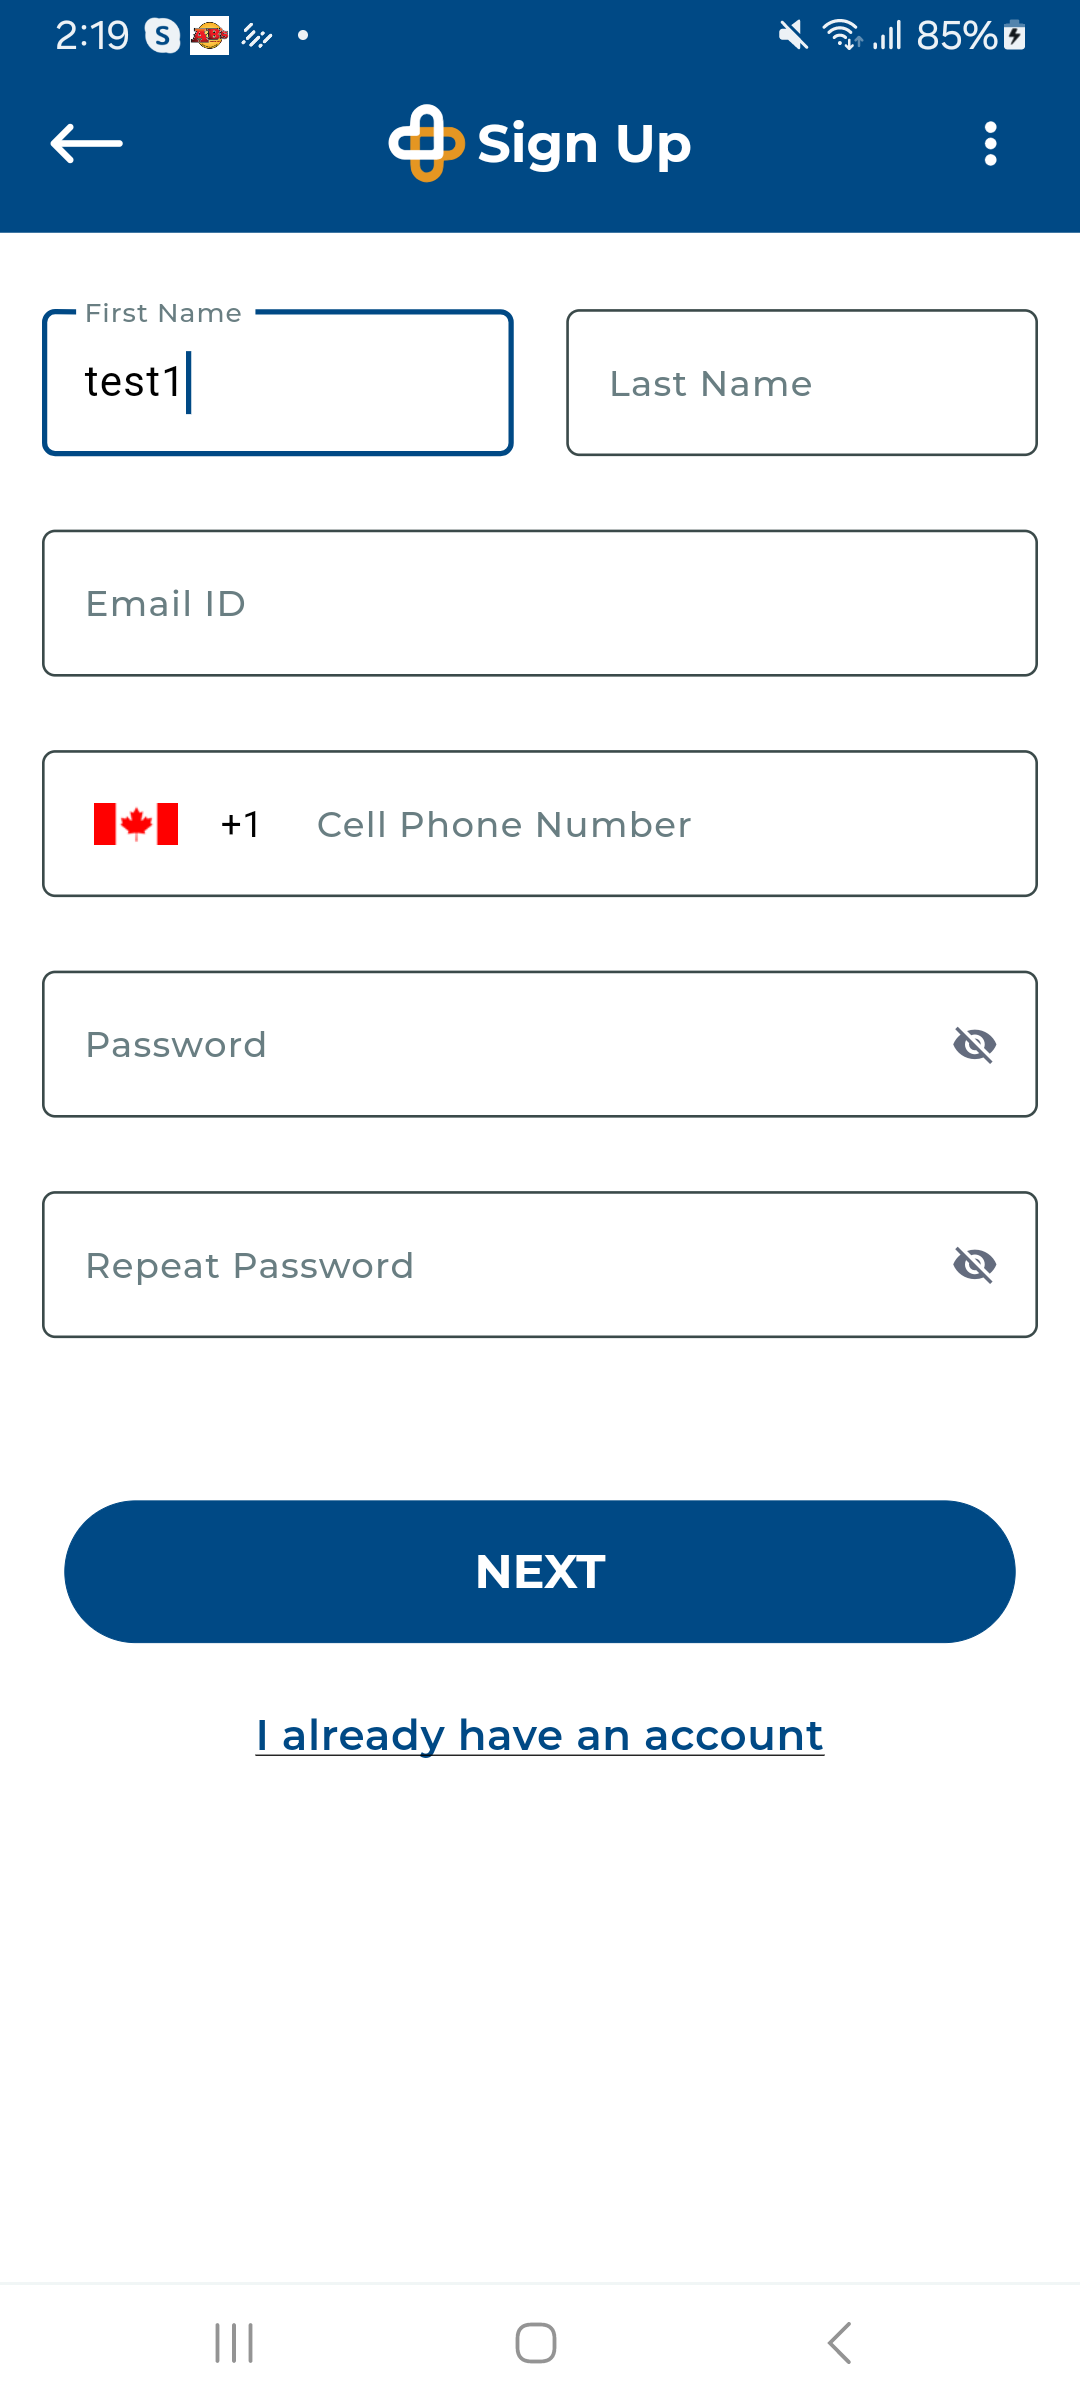 2:19 S 85%
Sign Up
First Name
test1
Last Name
Email ID
+1 Cell Phone Number
Password
Repeat Password
NEXT
I already have an account